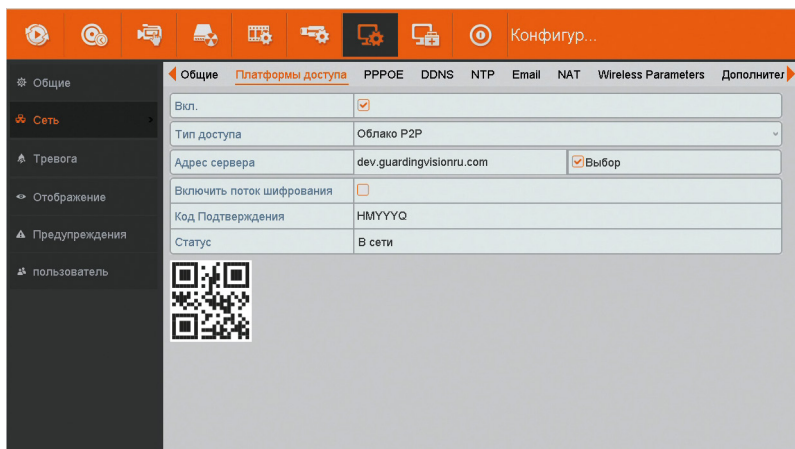 Конфигур...
Общие
Сеть
Тревога
Отображение
Предупреждения
пользователь
Общие Платформы доступа PPPOE DDNS NTP Email NAT Wireless Parameters Дополнител
Вкл.
Тип доступа Облако P2P
Адрес сервера dev.guardingvisionru.com Выбор
Включить поток шифрования
Код Подтверждения HMYYYQ
Статус В сети